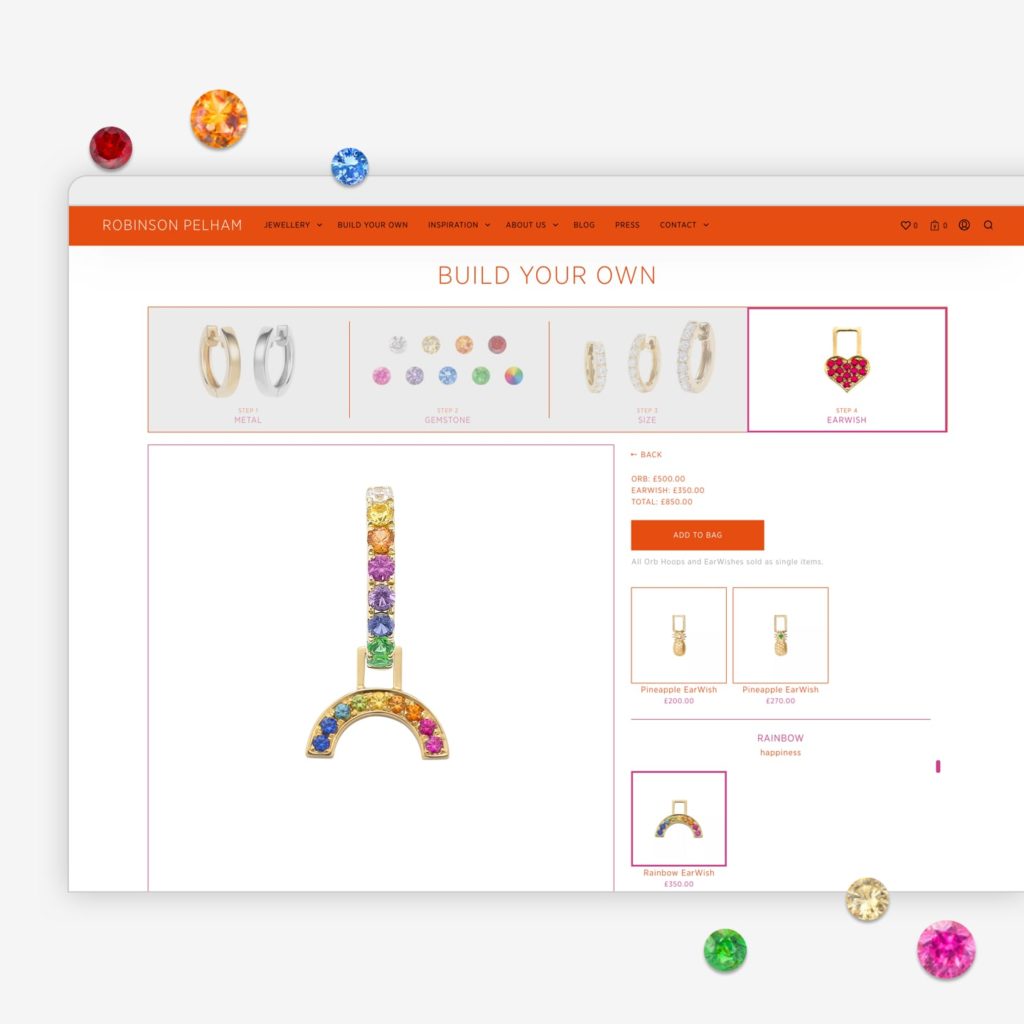 ROBINSON PELHAM JEWELLERY BUILD YOUR OWN INSPIRATION ABOUT US BLOG PRESS CONTACT 0 0
BUILD YOUR OWN
STEP 1
METAL
STEP 2
GEMSTONE
STEP 3
SIZE
STEP 4
EARWISH
← BACK
ORB: £500.00
EARWISH: £350.00
TOTAL: £850.00
ADD TO BAG
All Orb Hoops and EarWishes sold as single items.
Pineapple EarWish
£200.00
Pineapple EarWish
£270.00
RAINBOW
happiness
Rainbow EarWish
£350.00